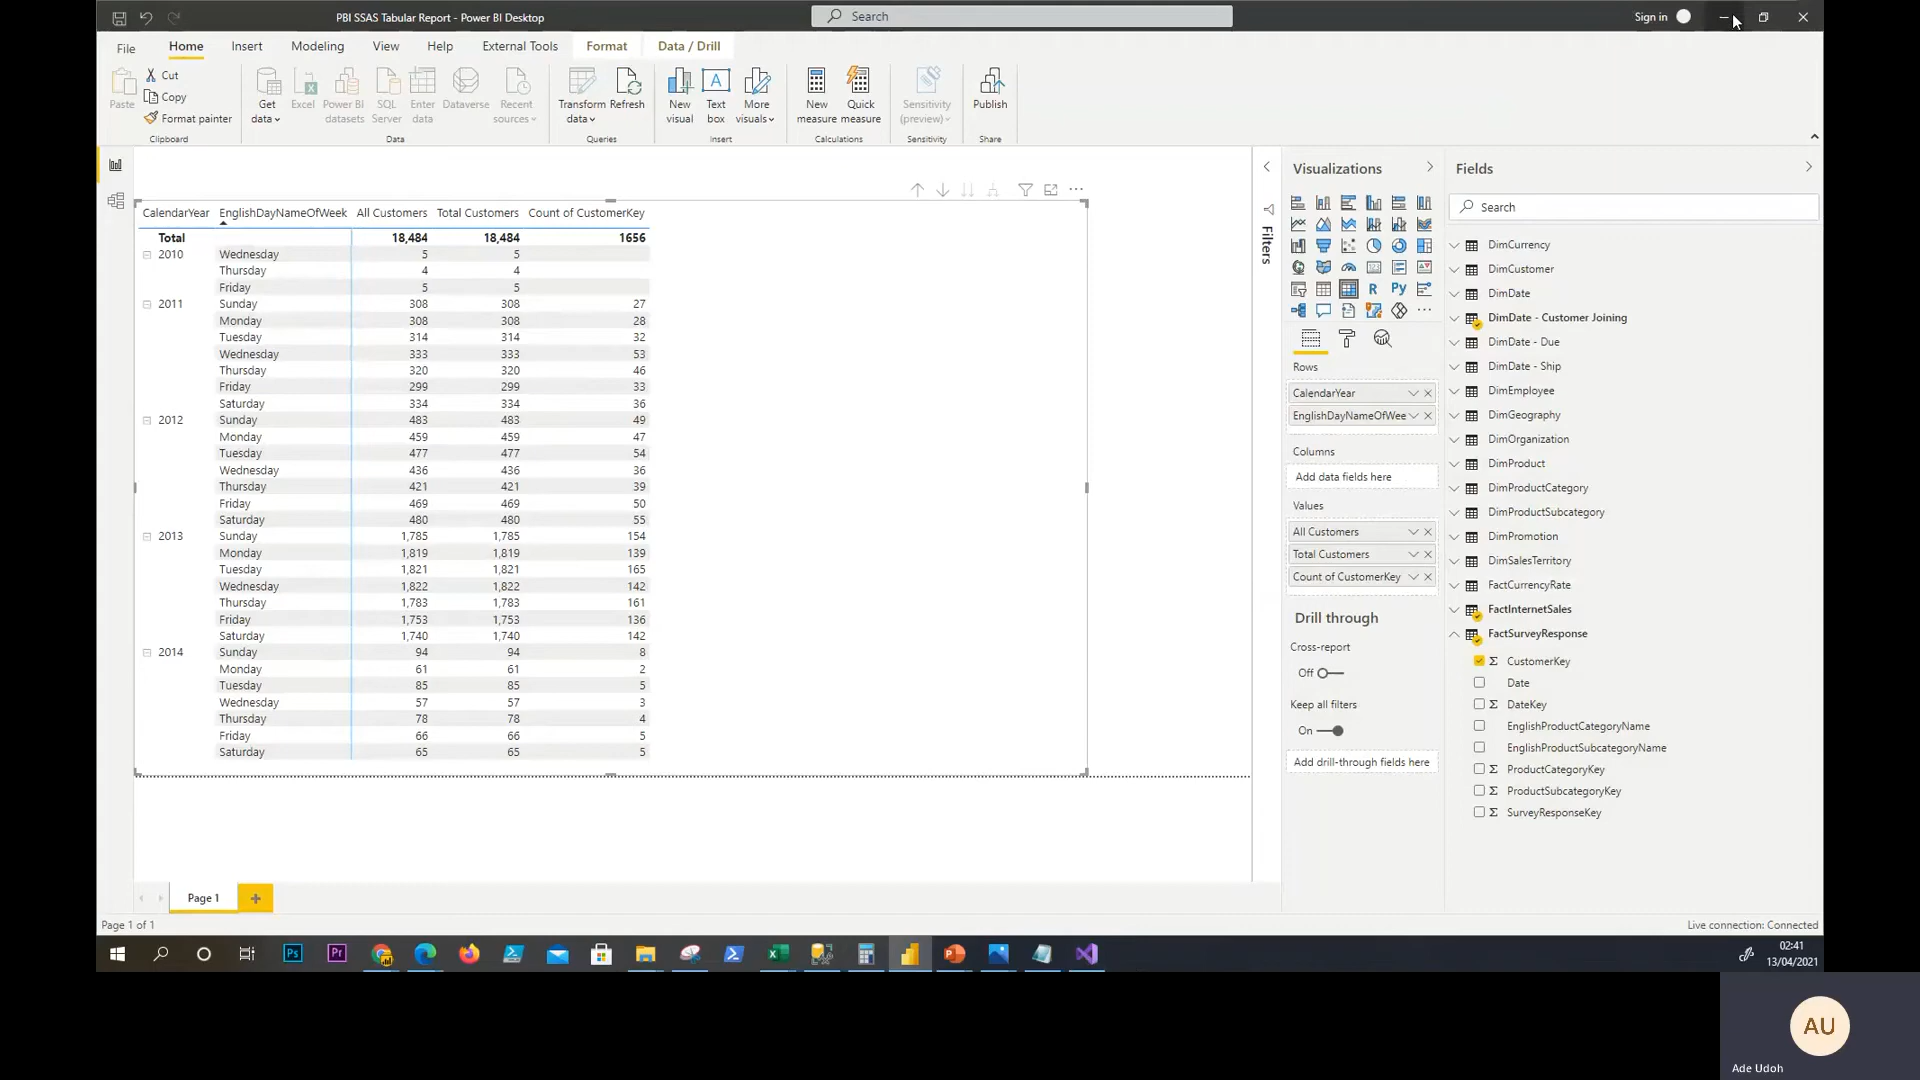 PBI SSAS Tabular Report - Power BI Desktop
Search
Sign in
File Home Insert Modeling View Help External Tools Format Data / Drill
Paste
Cut
Copy
Format painter
Clipboard
Get data
Excel
Power BI datasets
SQL Server
Enter data
Dataverse
Recent sources
Data
Transform data
Refresh
Queries
New visual
Text box
More visuals
Insert
New measure
Quick measure
Calculations
Sensitivity (preview)
Sensitivity
Publish
Share
CalendarYear EnglishDayNameOfWeek All Customers Total Customers Count of CustomerKey
Total 18,484 18,484 1656
2010 Wednesday 5 5
Thursday 4 4
Friday 5 5
2011 Sunday 308 308 27
Monday 308 308 28
Tuesday 314 314 32
Wednesday 333 333 53
Thursday 320 320 46
Friday 299 299 33
Saturday 334 334 36
2012 Sunday 483 483 49
Monday 459 459 47
Tuesday 477 477 54
Wednesday 436 436 36
Thursday 421 421 39
Friday 469 469 50
Saturday 480 480 55
2013 Sunday 1,785 1,785 154
Monday 1,819 1,819 139
Tuesday 1,821 1,821 165
Wednesday 1,822 1,822 142
Thursday 1,783 1,783 161
Friday 1,753 1,753 136
Saturday 1,740 1,740 142
2014 Sunday 94 94 8
Monday 61 61 2
Tuesday 85 85 5
Wednesday 57 57 3
Thursday 78 78 4
Friday 66 66 5
Saturday 65 65 5
Filters
Visualizations
R Py
Rows
CalendarYear
EnglishDayNameOfWee
Columns
Add data fields here
Values
All Customers
Total Customers
Count of CustomerKey
Drill through
Cross-report
Off
Keep all filters
On
Add drill-through fields here
Fields
Search
DimCurrency
DimCustomer
DimDate
DimDate - Customer Joining
DimDate - Due
DimDate - Ship
DimEmployee
DimGeography
DimOrganization
DimProduct
DimProductCategory
DimProductSubcategory
DimPromotion
DimSalesTerritory
FactCurrencyRate
FactInternetSales
FactSurveyResponse
Σ CustomerKey
Date
Σ DateKey
EnglishProductCategoryName
EnglishProductSubcategoryName
Σ ProductCategoryKey
Σ ProductSubcategoryKey
Σ SurveyResponseKey
Page 1
Page 1 of 1
Live connection: Connected
Ps Pr
02:41
13/04/2021
AU
Ade Udoh